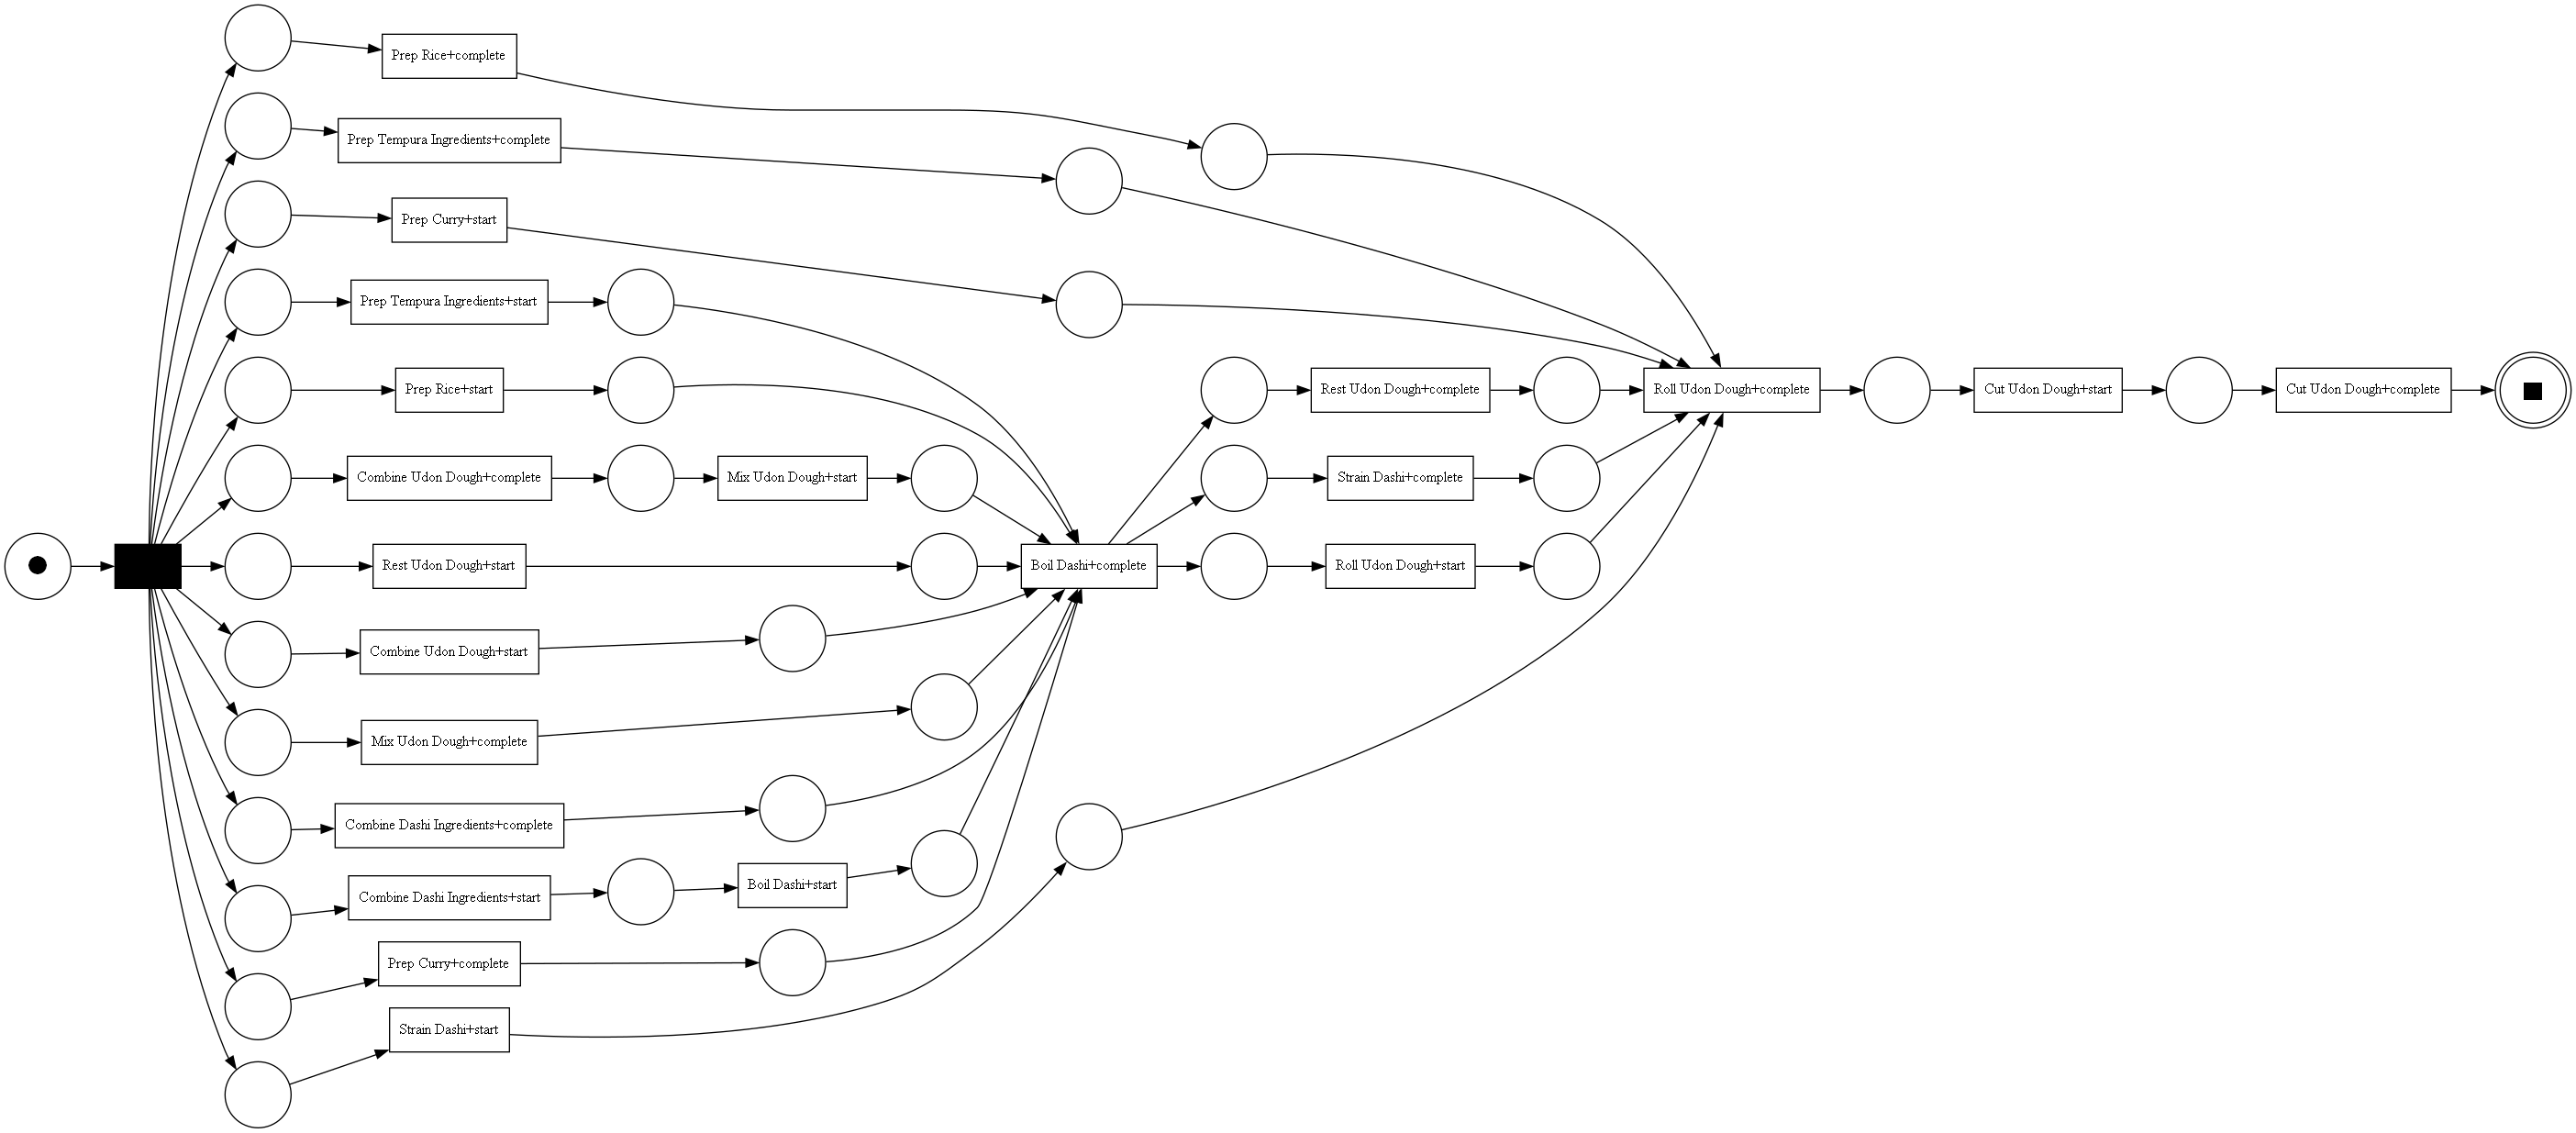 Prep Rice+complete
Prep Tempura Ingredients+complete
Prep Curry+start
Prep Tempura Ingredients+start
Prep Rice+start
Rest Udon Dough+complete
Roll Udon Dough+complete
Cut Udon Dough+start
Cut Udon Dough+complete
Combine Udon Dough+complete
Mix Udon Dough+start
Strain Dashi+complete
Rest Udon Dough+start
Boil Dashi+complete
Roll Udon Dough+start
Combine Udon Dough+start
Mix Udon Dough+complete
Combine Dashi Ingredients+complete
Combine Dashi Ingredients+start
Boil Dashi+start
Prep Curry+complete
Strain Dashi+start